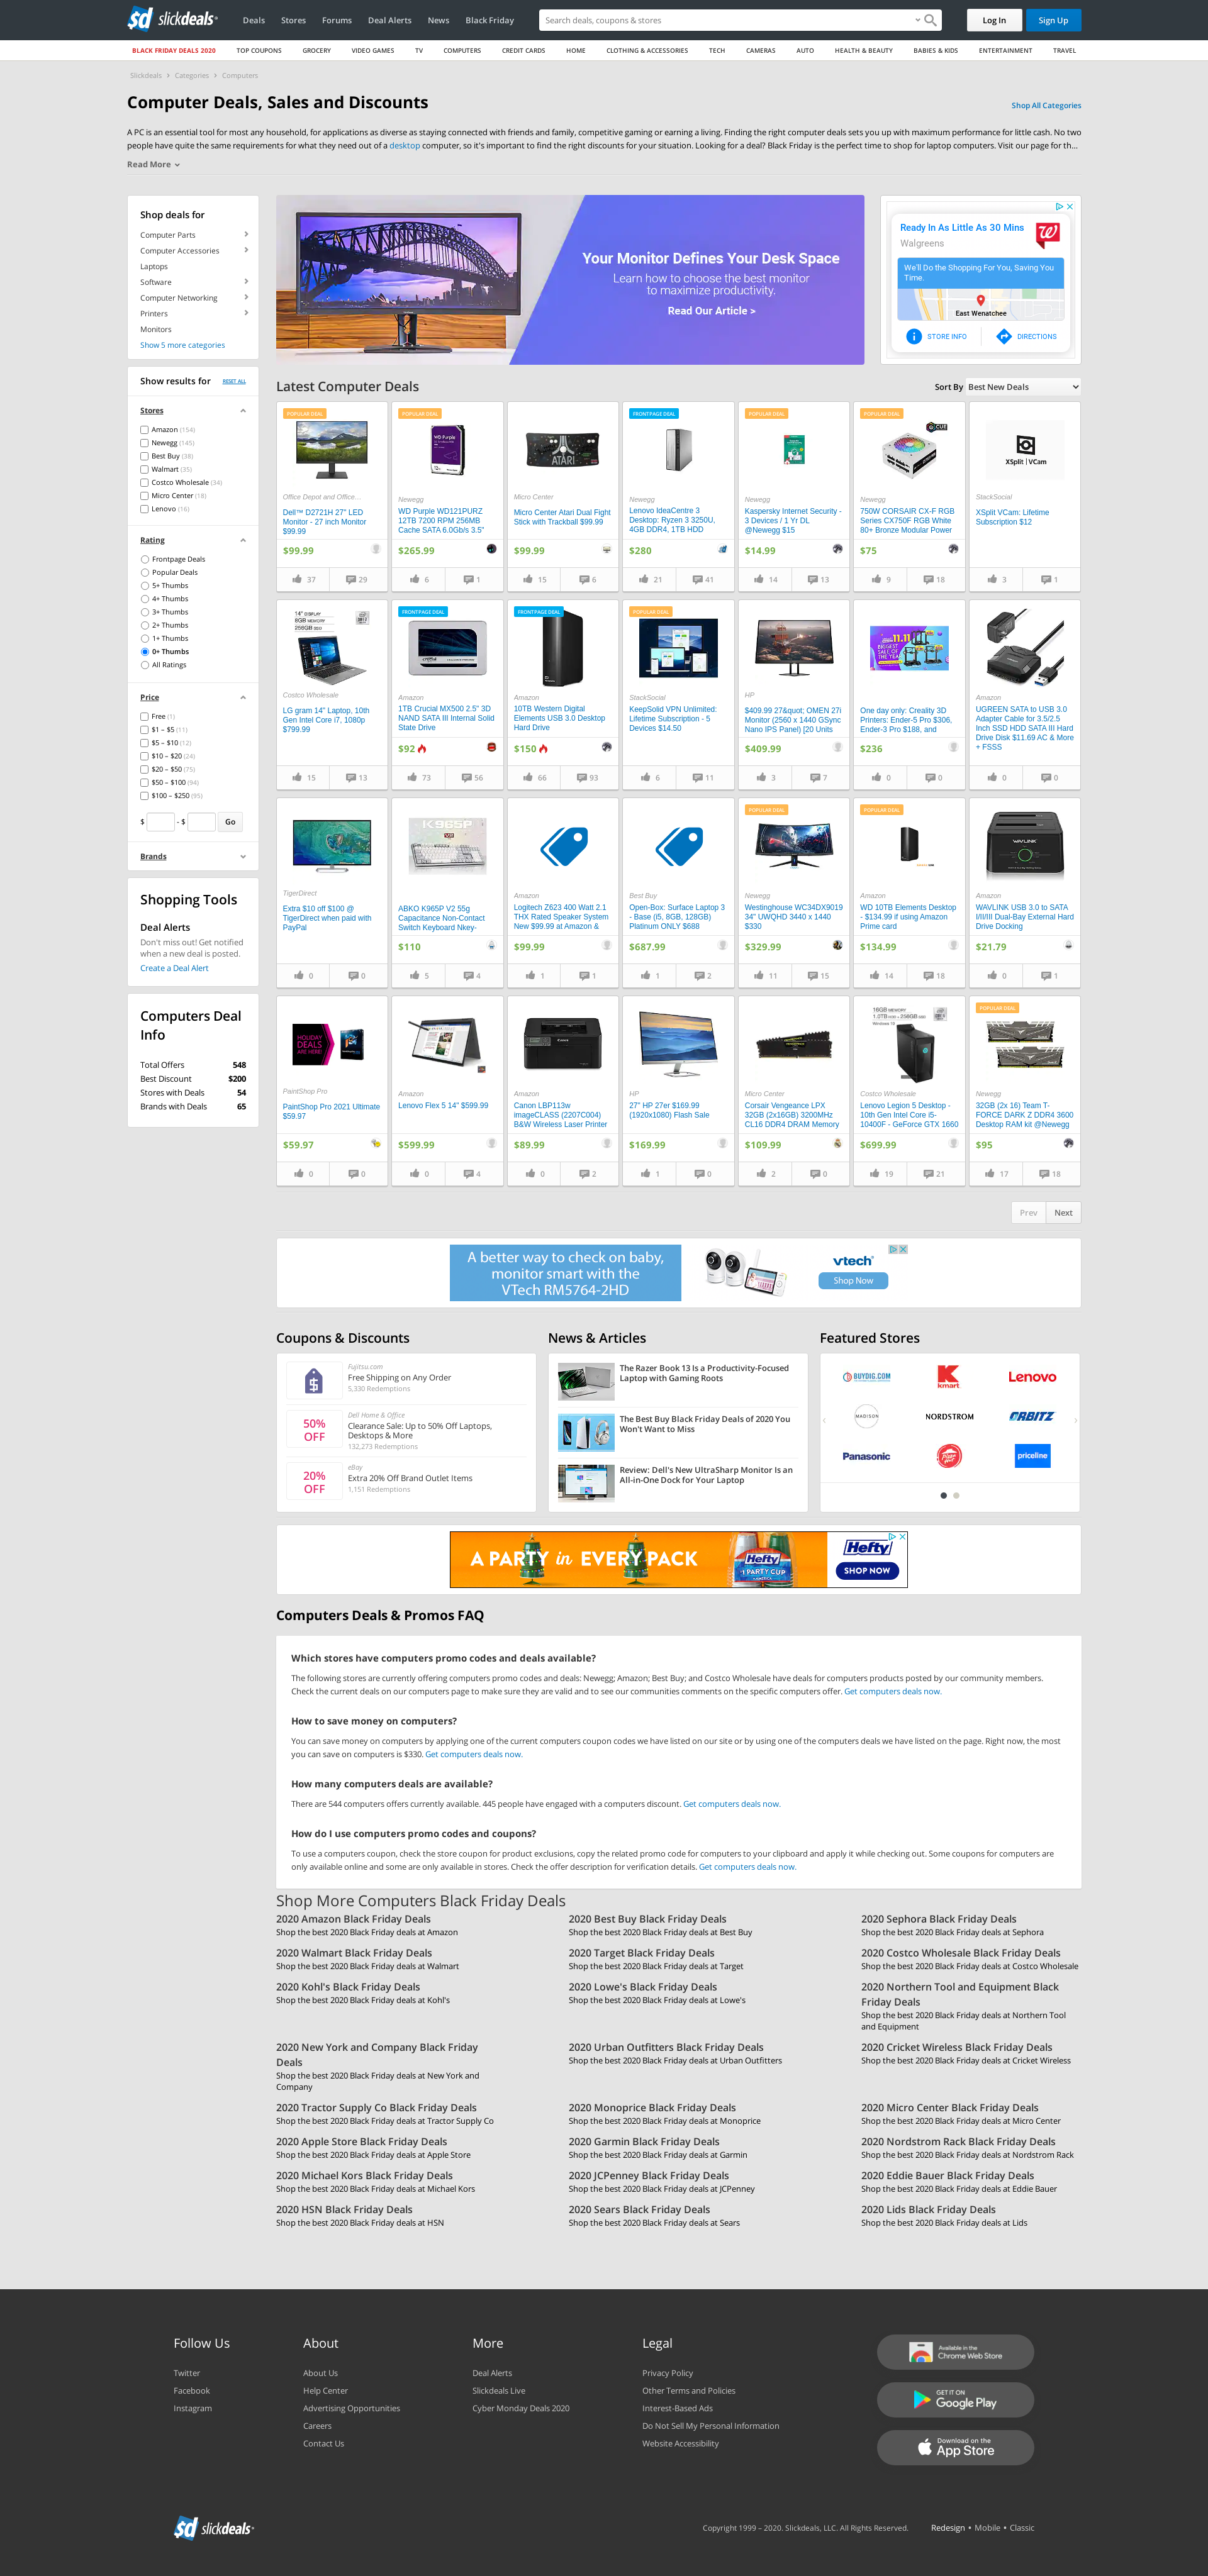 slickdeals
Deals
Stores
Forums
Deal Alerts
News
Black Friday
Search deals, coupons & stores
Log In
Sign Up
BLACK FRIDAY DEALS 2020
TOP COUPONS
GROCERY
VIDEO GAMES
TV
COMPUTERS
CREDIT CARDS
HOME
CLOTHING & ACCESSORIES
TECH
CAMERAS
AUTO
HEALTH & BEAUTY
BABIES & KIDS
ENTERTAINMENT
TRAVEL
Slickdeals > Categories > Computers
Computer Deals, Sales and Discounts
Shop All Categories
A PC is an essential tool for most any household, for applications as diverse as staying connected with friends and family, competitive gaming or earning a living. Finding the right computer deals sets you up with maximum performance for little cash. No two
people have quite the same requirements for what they need out of a desktop computer, so it's important to find the right discounts for your situation. Looking for a deal? Black Friday is the perfect time to shop for laptop computers. Visit our page for th...
Read More
Shop deals for
Computer Parts
Computer Accessories
Laptops
Software
Computer Networking
Printers
Monitors
Show 5 more categories
Show results for
RESET ALL
Stores
Amazon (154)
Newegg (145)
Best Buy (38)
Walmart (35)
Costco Wholesale (34)
Micro Center (18)
Lenovo (16)
Rating
Frontpage Deals
Popular Deals
5+ Thumbs
4+ Thumbs
3+ Thumbs
2+ Thumbs
1+ Thumbs
0+ Thumbs
All Ratings
Price
Free (1)
$1 – $5 (11)
$5 – $10 (12)
$10 – $20 (24)
$20 – $50 (75)
$50 – $100 (94)
$100 – $250 (95)
$ - $ Go
Brands
Shopping Tools
Deal Alerts
Don't miss out! Get notified
when a new deal is posted.
Create a Deal Alert
Computers Deal
Info
Total Offers 548
Best Discount $200
Stores with Deals 54
Brands with Deals 65
Your Monitor Defines Your Desk Space
Learn how to choose the best monitor
to maximize productivity.
Read Our Article >
Ready In As Little As 30 Mins
Walgreens
We'll Do the Shopping For You, Saving You
Time.
East Wenatchee
STORE INFO
DIRECTIONS
Latest Computer Deals
Sort By Best New Deals
POPULAR DEAL
Office Depot and Office...
Dell™ D2721H 27" LED
Monitor - 27 inch Monitor
$99.99
$99.99
37 29
POPULAR DEAL
WD Purple
Newegg
WD Purple WD121PURZ
12TB 7200 RPM 256MB
Cache SATA 6.0Gb/s 3.5"
$265.99
6 1
ATARI
Micro Center
Micro Center Atari Dual Fight
Stick with Trackball $99.99
$99.99
15 6
FRONTPAGE DEAL
Newegg
Lenovo IdeaCentre 3
Desktop: Ryzen 3 3250U,
4GB DDR4, 1TB HDD
$280
21 41
POPULAR DEAL
Newegg
Kaspersky Internet Security -
3 Devices / 1 Yr DL
@Newegg $15
$14.99
14 13
POPULAR DEAL
Newegg
750W CORSAIR CX-F RGB
Series CX750F RGB White
80+ Bronze Modular Power
$75
9 18
XSplit | VCam
StackSocial
XSplit VCam: Lifetime
Subscription $12
3 1
14" DISPLAY
8GB MEMORY
256GB SSD
Costco Wholesale
LG gram 14" Laptop, 10th
Gen Intel Core i7, 1080p
$799.99
15 13
FRONTPAGE DEAL
crucial
Amazon
1TB Crucial MX500 2.5" 3D
NAND SATA III Internal Solid
State Drive
$92
73 56
FRONTPAGE DEAL
Amazon
10TB Western Digital
Elements USB 3.0 Desktop
Hard Drive
$150
66 93
POPULAR DEAL
StackSocial
KeepSolid VPN Unlimited:
Lifetime Subscription - 5
Devices $14.50
6 11
HP
$409.99 27&quot; OMEN 27i
Monitor (2560 x 1440 GSync
Nano IPS Panel) [20 Units
$409.99
3 7
11.11
BIGGEST
SALE OF
THE YEAR
One day only: Creality 3D
Printers: Ender-5 Pro $306,
Ender-3 Pro $188, and
$236
0 0
Amazon
UGREEN SATA to USB 3.0
Adapter Cable for 3.5/2.5
Inch SSD HDD SATA III Hard
Drive Disk $11.69 AC & More
+ FSSS
0 0
TigerDirect
Extra $10 off $100 @
TigerDirect when paid with
PayPal
0 0
K965P
ABKO K965P V2 55g
Capacitance Non-Contact
Switch Keyboard Nkey-
$110
5 4
Amazon
Logitech Z623 400 Watt 2.1
THX Rated Speaker System
New $99.99 at Amazon &
$99.99
1 1
Best Buy
Open-Box: Surface Laptop 3
- Base (i5, 8GB, 128GB)
Platinum ONLY $688
$687.99
1 2
POPULAR DEAL
Newegg
Westinghouse WC34DX9019
34" UWQHD 3440 x 1440
$330
$329.99
11 15
POPULAR DEAL
Amazon
WD 10TB Elements Desktop
- $134.99 if using Amazon
Prime card
$134.99
14 18
WAVLINK
Amazon
WAVLINK USB 3.0 to SATA
I/II/III Dual-Bay External Hard
Drive Docking
$21.79
0 1
HOLIDAY
DEALS
ARE HERE
PaintShop Pro
PaintShop Pro 2021 Ultimate
$59.97
$59.97
0 0
Amazon
Lenovo Flex 5 14" $599.99
$599.99
0 4
Canon
Amazon
Canon LBP113w
imageCLASS (2207C004)
B&W Wireless Laser Printer
$89.99
0 2
HP
27" HP 27er $169.99
(1920x1080) Flash Sale
$169.99
1 0
Micro Center
Corsair Vengeance LPX
32GB (2x16GB) 3200MHz
CL16 DDR4 DRAM Memory
$109.99
2 0
16GB MEMORY
1.0TB HDD + 256GB SSD
Windows 10
Costco Wholesale
Lenovo Legion 5 Desktop -
10th Gen Intel Core i5-
10400F - GeForce GTX 1660
$699.99
19 21
POPULAR DEAL
Newegg
32GB (2x 16) Team T-
FORCE DARK Z DDR4 3600
Desktop RAM kit @Newegg
$95
17 18
Prev Next
A better way to check on baby,
monitor smart with the
VTech RM5764-2HD
vtech
Shop Now
Coupons & Discounts
Fujitsu.com
Free Shipping on Any Order
5,330 Redemptions
50%
OFF
Dell Home & Office
Clearance Sale: Up to 50% Off Laptops,
Desktops & More
132,273 Redemptions
20%
OFF
eBay
Extra 20% Off Brand Outlet Items
1,151 Redemptions
News & Articles
The Razer Book 13 Is a Productivity-Focused
Laptop with Gaming Roots
The Best Buy Black Friday Deals of 2020 You
Won't Want to Miss
Review: Dell's New UltraSharp Monitor Is an
All-in-One Dock for Your Laptop
Featured Stores
BUYDIG.COM
kmart
Lenovo
MADISON
NORDSTROM
ORBITZ
Panasonic
priceline
A PARTY in EVERY PACK
Hefty
PARTY CUP
Hefty
SHOP NOW
Computers Deals & Promos FAQ
Which stores have computers promo codes and deals available?
The following stores are currently offering computers promo codes and deals: Newegg; Amazon; Best Buy; and Costco Wholesale have deals for computers products posted by our community members.
Check the current deals on our computers page to make sure they are valid and to see our communities comments on the specific computers offer. Get computers deals now.
How to save money on computers?
You can save money on computers by applying one of the current computers coupon codes we have listed on our site or by using one of the computers deals we have listed on the page. Right now, the most
you can save on computers is $330. Get computers deals now.
How many computers deals are available?
There are 544 computers offers currently available. 445 people have engaged with a computers discount. Get computers deals now.
How do I use computers promo codes and coupons?
To use a computers coupon, check the store coupon for product exclusions, copy the related promo code for computers to your clipboard and apply it while checking out. Some coupons for computers are
only available online and some are only available in stores. Check the offer description for verification details. Get computers deals now.
Shop More Computers Black Friday Deals
2020 Amazon Black Friday Deals
Shop the best 2020 Black Friday deals at Amazon
2020 Best Buy Black Friday Deals
Shop the best 2020 Black Friday deals at Best Buy
2020 Sephora Black Friday Deals
Shop the best 2020 Black Friday deals at Sephora
2020 Walmart Black Friday Deals
Shop the best 2020 Black Friday deals at Walmart
2020 Target Black Friday Deals
Shop the best 2020 Black Friday deals at Target
2020 Costco Wholesale Black Friday Deals
Shop the best 2020 Black Friday deals at Costco Wholesale
2020 Kohl's Black Friday Deals
Shop the best 2020 Black Friday deals at Kohl's
2020 Lowe's Black Friday Deals
Shop the best 2020 Black Friday deals at Lowe's
2020 Northern Tool and Equipment Black
Friday Deals
Shop the best 2020 Black Friday deals at Northern Tool
and Equipment
2020 New York and Company Black Friday
Deals
Shop the best 2020 Black Friday deals at New York and
Company
2020 Urban Outfitters Black Friday Deals
Shop the best 2020 Black Friday deals at Urban Outfitters
2020 Cricket Wireless Black Friday Deals
Shop the best 2020 Black Friday deals at Cricket Wireless
2020 Tractor Supply Co Black Friday Deals
Shop the best 2020 Black Friday deals at Tractor Supply Co
2020 Monoprice Black Friday Deals
Shop the best 2020 Black Friday deals at Monoprice
2020 Micro Center Black Friday Deals
Shop the best 2020 Black Friday deals at Micro Center
2020 Apple Store Black Friday Deals
Shop the best 2020 Black Friday deals at Apple Store
2020 Garmin Black Friday Deals
Shop the best 2020 Black Friday deals at Garmin
2020 Nordstrom Rack Black Friday Deals
Shop the best 2020 Black Friday deals at Nordstrom Rack
2020 Michael Kors Black Friday Deals
Shop the best 2020 Black Friday deals at Michael Kors
2020 JCPenney Black Friday Deals
Shop the best 2020 Black Friday deals at JCPenney
2020 Eddie Bauer Black Friday Deals
Shop the best 2020 Black Friday deals at Eddie Bauer
2020 HSN Black Friday Deals
Shop the best 2020 Black Friday deals at HSN
2020 Sears Black Friday Deals
Shop the best 2020 Black Friday deals at Sears
2020 Lids Black Friday Deals
Shop the best 2020 Black Friday deals at Lids
Follow Us
Twitter
Facebook
Instagram
About
About Us
Help Center
Advertising Opportunities
Careers
Contact Us
More
Deal Alerts
Slickdeals Live
Cyber Monday Deals 2020
Legal
Privacy Policy
Other Terms and Policies
Interest-Based Ads
Do Not Sell My Personal Information
Website Accessibility
Available in the
Chrome Web Store
GET IT ON
Google Play
Download on the
App Store
slickdeals
Copyright 1999 – 2020. Slickdeals, LLC. All Rights Reserved.
Redesign • Mobile • Classic